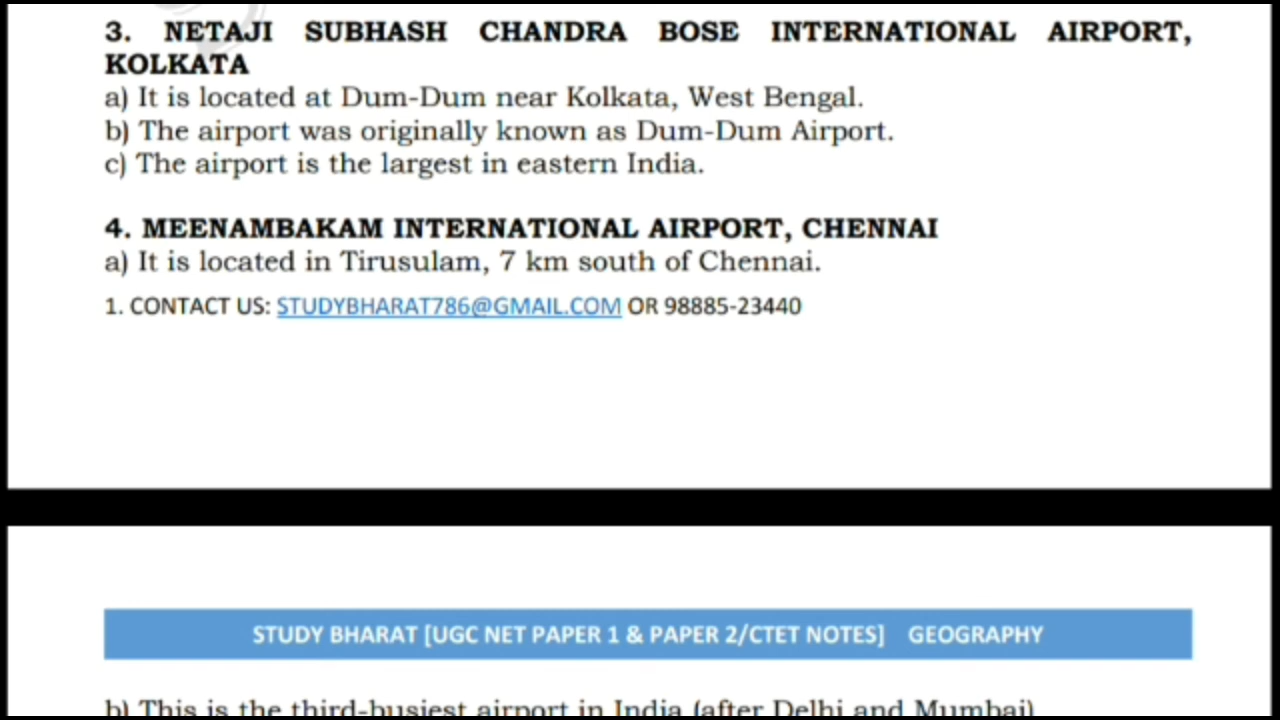 3. NETAJI SUBHASH CHANDRA BOSE INTERNATIONAL AIRPORT,
KOLKATA
a) It is located at Dum-Dum near Kolkata, West Bengal.
b) The airport was originally known as Dum-Dum Airport.
c) The airport is the largest in eastern India.
4. MEENAMBAKAM INTERNATIONAL AIRPORT, CHENNAI
a) It is located in Tirusulam, 7 km south of Chennai.
1. CONTACT US: STUDYBHARAT786@GMAIL.COM OR 98885-23440
STUDY BHARAT [UGC NET PAPER 1 & PAPER 2/CTET NOTES] GEOGRAPHY
b) This is the third-busiest airport in India (after Delhi and Mumbai)